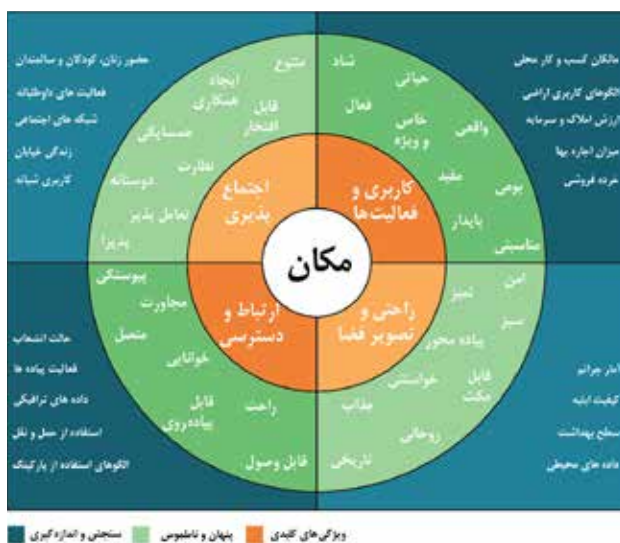 حضور زنان، کودکان و سالمندان
فعالیت های داوطلبانه
شبکه های اجتماعی
زندگی خیابان
کاربری شبانه
مالکان کسب و کار محلی
الگوهای کاربری اراضی
ارزش املاک و سرمایه
میزان اجاره بها
خرده فروشی
متنوع
ایجاد
همکاری
قابل
افتخار
همسایگی
نظارت
دوستانه
تعامل پذیر
پذیرا
شاد
حیاتی
فعال
خاص
و ویژه
واقعی
مفید
بومی
پایدار
مناسبتی
اجتماع
پذیری
کاربری و
فعالیت‌ها
مکان
ارتباط و
دسترسی
راحتی و
تصویر فضا
پیوستگی
مجاورت
متصل
خوانایی
قابل
پیاده‌روی
راحت
قابل وصول
امن
تمیز
سبز
پیاده محور
قابل
مکث
خواستنی
جذاب
روحانی
تاریخی
حالت انشعاب
فعالیت پیاده ها
داده های ترافیکی
استفاده از حمل و نقل
الگوهای استفاده از پارکینگ
آمار جرائم
کیفیت ابنیه
سطح بهداشت
داده های محیطی
ویژگی‌های کلیدی
پنهان و ناملموس
سنجش و اندازه‌گیری